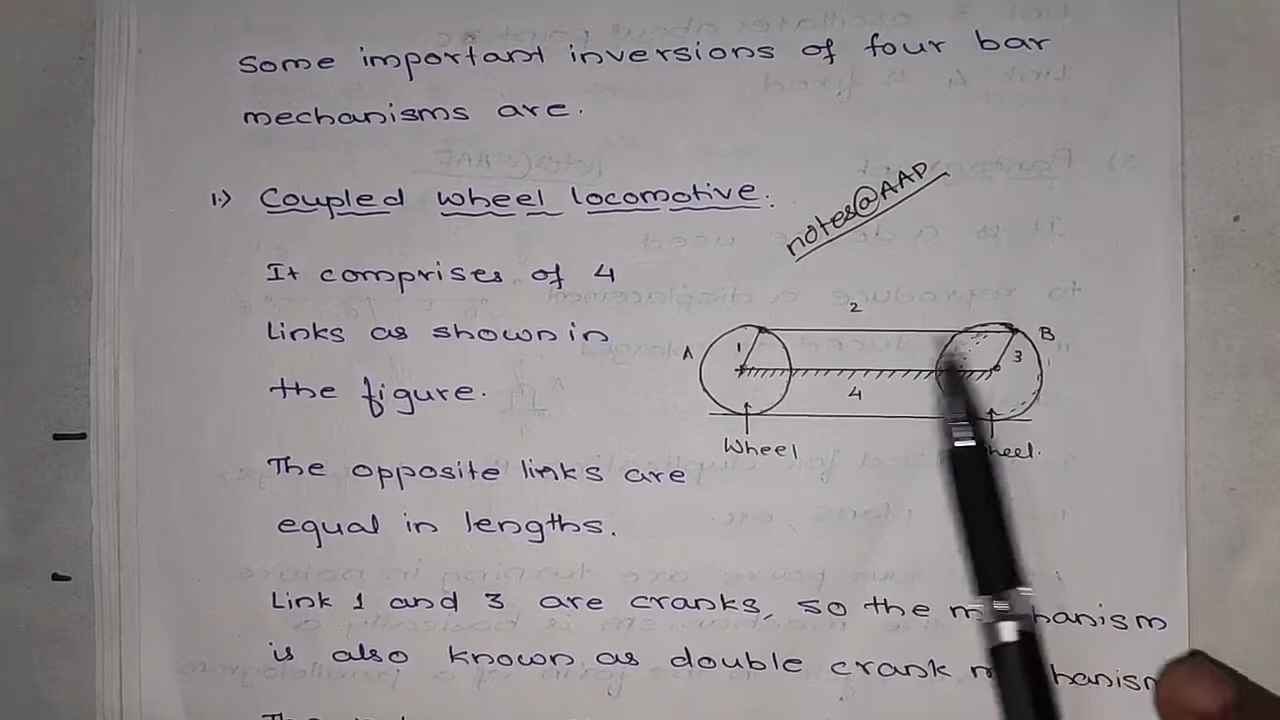 Some important inversions of four bar
mechanisms are.
1.) Coupled wheel locomotive:
notes@AAP
It comprises of 4
links as shown in
the figure.
2
A
1
B
3
4
Wheel
heel.
The opposite links are
equal in lengths.
Link 1 and 3 are cranks, so the m hanism
is also known as double crank m hanism